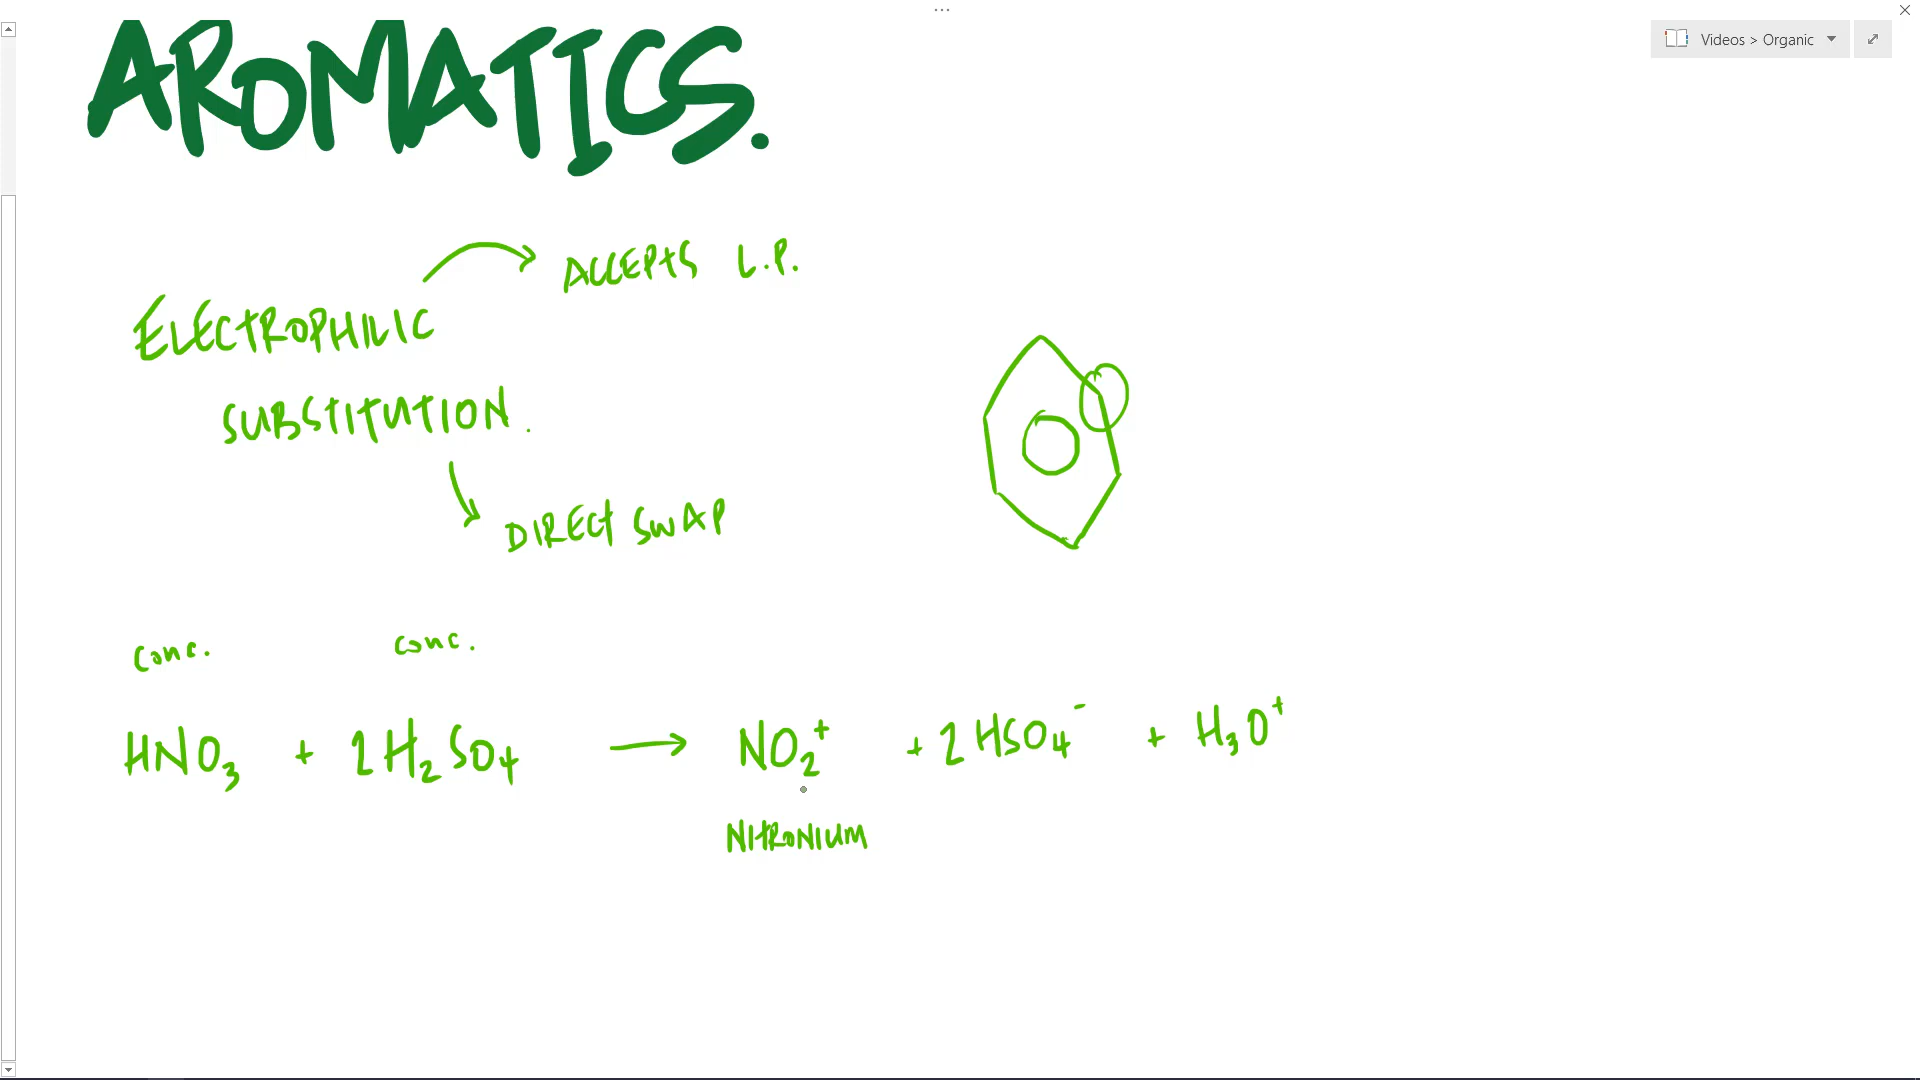 Videos > Organic
AROMATICS.
ACCEPTS L.P.
ELECTROPHILIC
SUBSTITUTION.
DIRECT SWAP
conc. conc.
HNO₃ + 2H₂SO₄ → NO₂⁺ + 2HSO₄⁻ + H₃O⁺
NITRONIUM